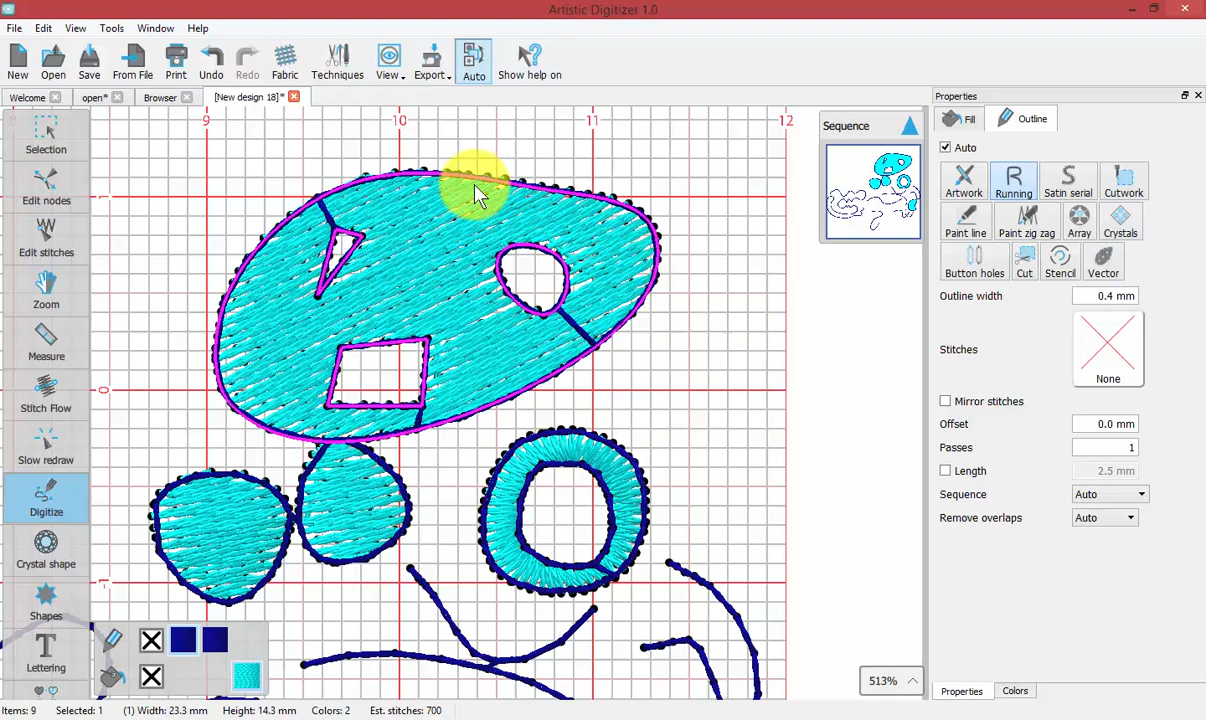 Artistic Digitizer 1.0
File Edit View Tools Window Help
New Open Save From File Print Undo Redo Fabric Techniques View Export Auto Show help on
Welcome open* Browser [New design 18]*
Properties
Fill Outline
Auto
Artwork Running Satin serial Cutwork
Paint line Paint zig zag Array Crystals
Button holes Cut Stencil Vector
Outline width 0.4 mm
Stitches None
Mirror stitches
Offset 0.0 mm
Passes 1
Length 2.5 mm
Sequence Auto
Remove overlaps Auto
Properties Colors
Sequence
9 10 11 12
1
0
-1
Selection
Edit nodes
Edit stitches
Zoom
Measure
Stitch Flow
Slow redraw
Digitize
Crystal shape
Shapes
Lettering
513%
Items: 9 Selected: 1 (1) Width: 23.3 mm Height: 14.3 mm Colors: 2 Est. stitches: 700